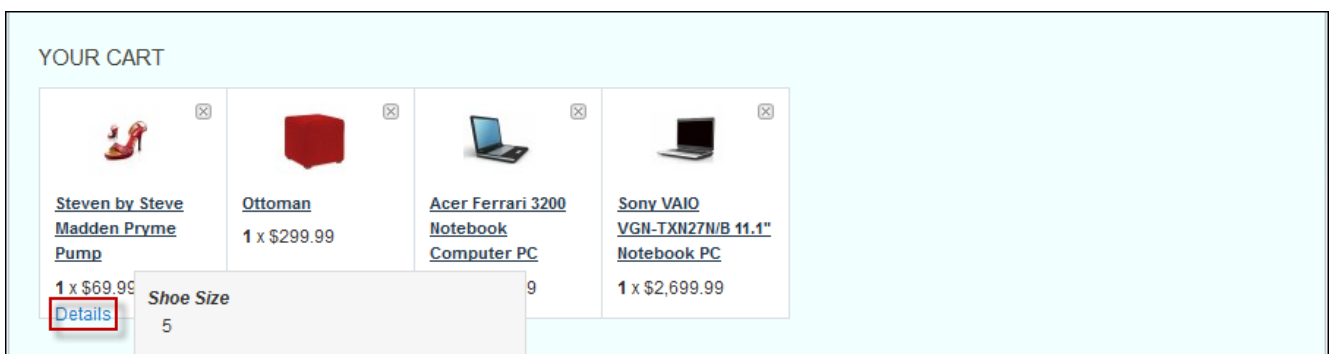 YOUR CART
Steven by Steve
Madden Pryme
Pump
1 x $69.99
Details
Ottoman
1 x $299.99
Acer Ferrari 3200
Notebook
Computer PC
9
Sony VAIO
VGN-TXN27N/B 11.1"
Notebook PC
1 x $2,699.99
Shoe Size
5